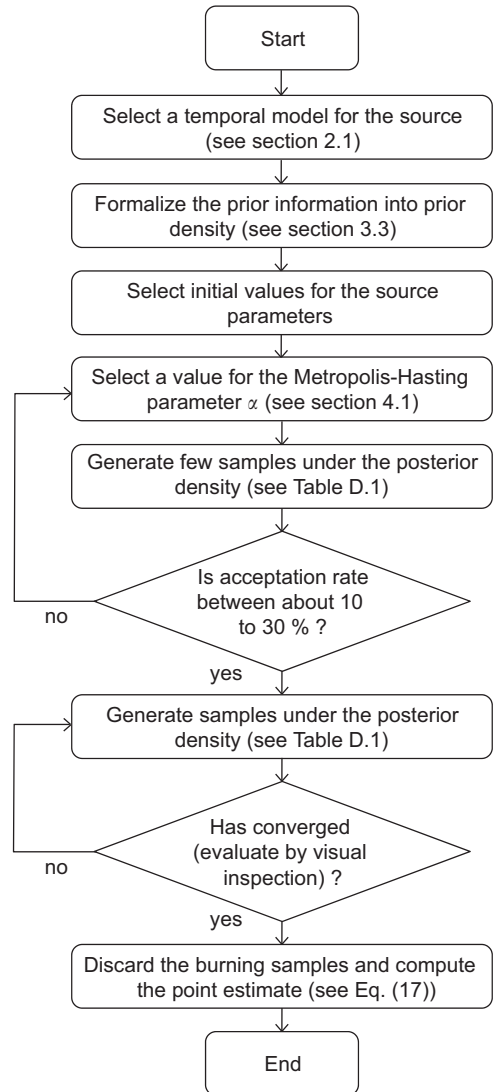 Start
Select a temporal model for the source
(see section 2.1)
Formalize the prior information into prior
density (see section 3.3)
Select initial values for the source
parameters
Select a value for the Metropolis-Hasting
parameter α (see section 4.1)
Generate few samples under the posterior
density (see Table D.1)
Is acceptation rate
between about 10
to 30 % ?
no
yes
Generate samples under the posterior
density (see Table D.1)
Has converged
(evaluate by visual
inspection) ?
no
yes
Discard the burning samples and compute
the point estimate (see Eq. (17))
End